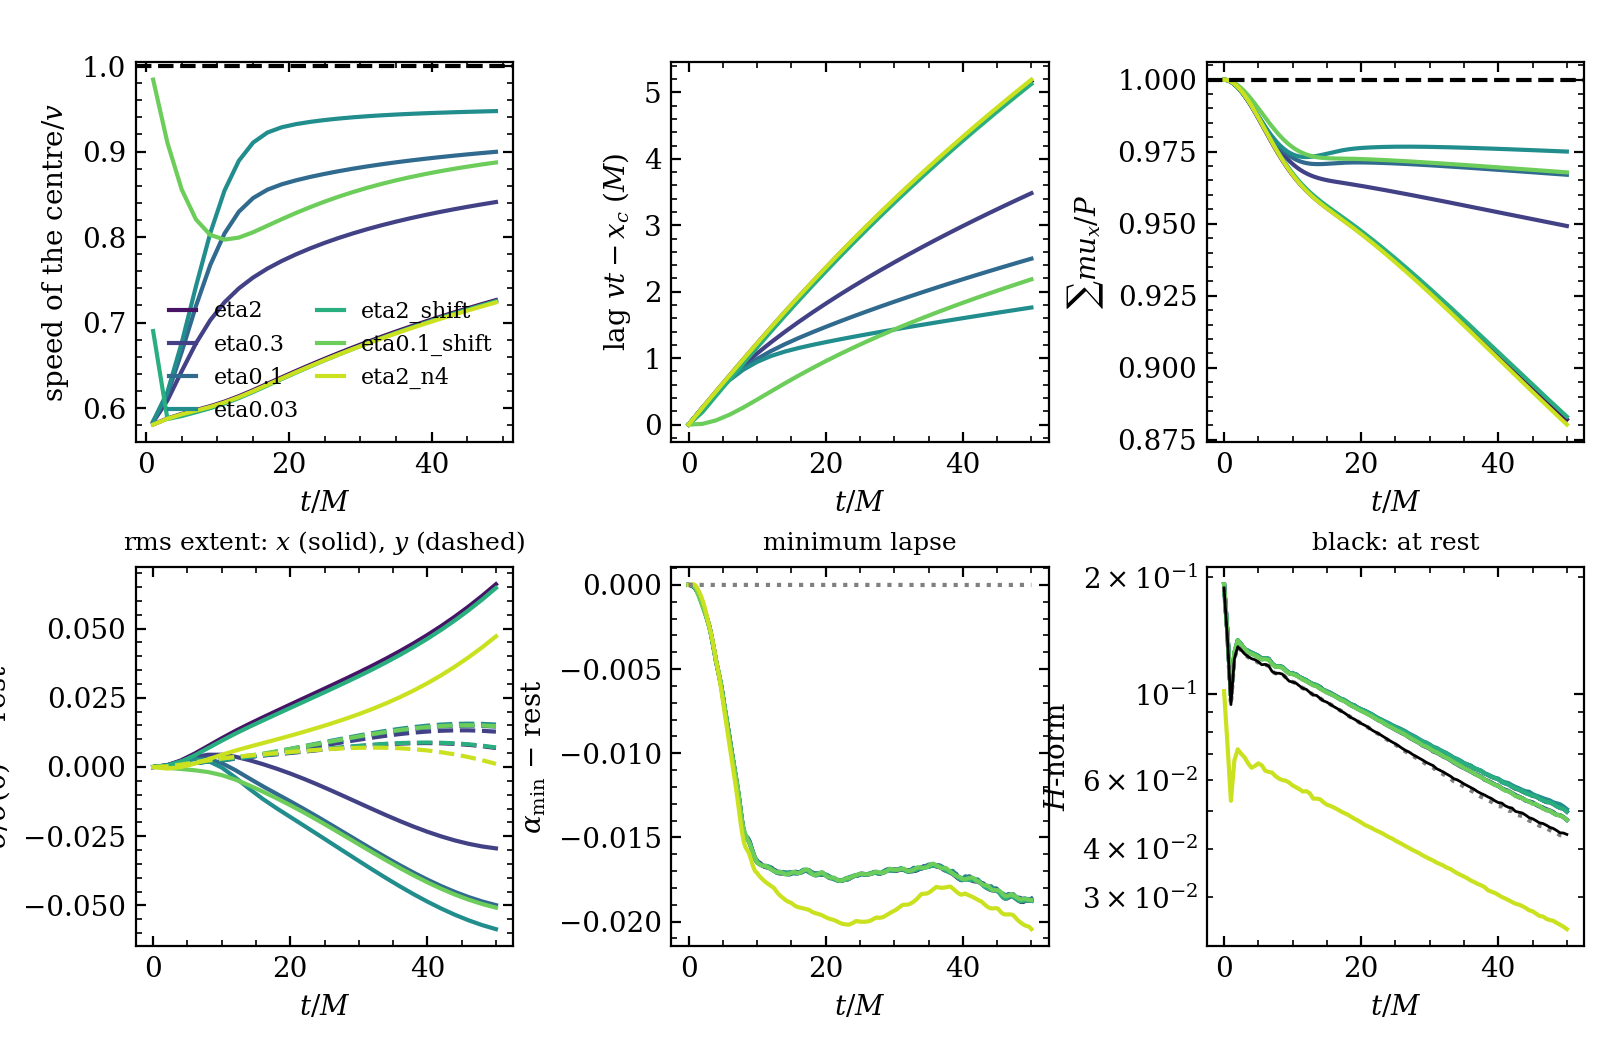 speed of the centre/v
1.0
0.9
0.8
0.7
0.6
eta2
eta0.3
eta0.1
eta0.03
eta2_shift
eta0.1_shift
eta2_n4
0
20
40
t/M
lag vt − x_c (M)
5
4
3
2
1
0
0
20
40
t/M
∑mu_x/P
1.000
0.975
0.950
0.925
0.900
0.875
0
20
40
t/M
rms extent: x (solid), y (dashed)
0.050
0.025
0.000
−0.025
−0.050
0
20
40
t/M
minimum lapse
α_min − rest
0.000
−0.005
−0.010
−0.015
−0.020
0
20
40
t/M
black: at rest
H-norm
2 × 10⁻¹
10⁻¹
6 × 10⁻²
4 × 10⁻²
3 × 10⁻²
0
20
40
t/M